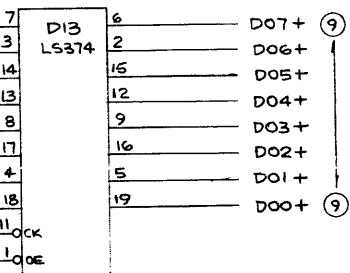 7 D13 6 DO7+ 9
3 LS374 2 DO6+
14 15 DO5+
13 12 DO4+
8 9 DO3+
17 16 DO2+
4 5 DO1+
18 19 DO0+ 9
11 CK
1 OE